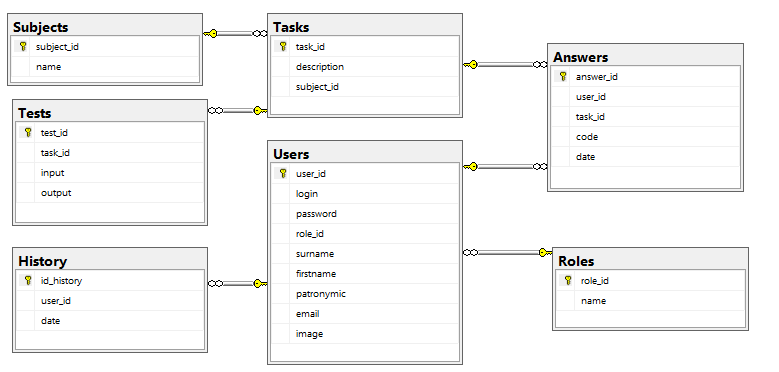 Subjects
subject_id
name
Tasks
task_id
description
subject_id
Answers
answer_id
user_id
task_id
code
date
Tests
test_id
task_id
input
output
Users
user_id
login
password
role_id
surname
firstname
patronymic
email
image
History
id_history
user_id
date
Roles
role_id
name